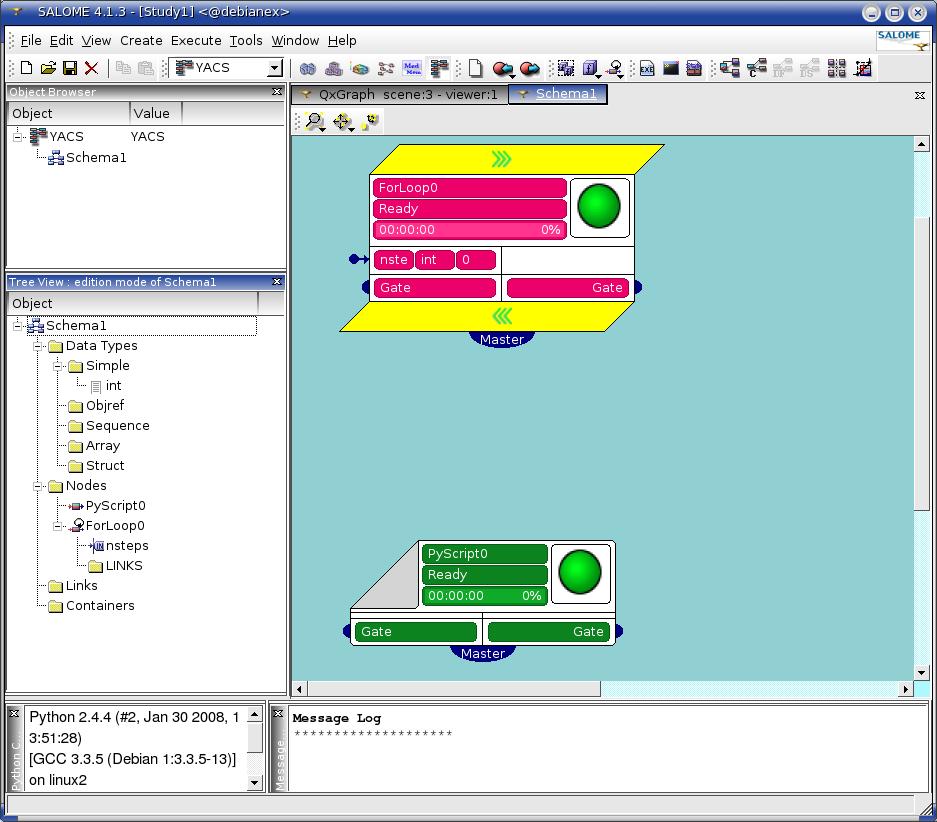 SALOME 4.1.3 - [Study1] <@debianex>
File Edit View Create Execute Tools Window Help
SALOME
YACS
Object Browser
Object Value
YACS YACS
Schema1
Tree View : edition mode of Schema1
Object
Schema1
Data Types
Simple
int
Objref
Sequence
Array
Struct
Nodes
PyScript0
ForLoop0
nsteps
LINKS
Links
Containers
QxGraph scene:3 - viewer:1 Schema1
ForLoop0
Ready
00:00:00 0%
nste int 0
Gate Gate
Master
PyScript0
Ready
00:00:00 0%
Gate Gate
Master
Python C...
Python 2.4.4 (#2, Jan 30 2008, 1
3:51:28)
[GCC 3.3.5 (Debian 1:3.3.5-13)]
on linux2
Message...
Message Log
********************